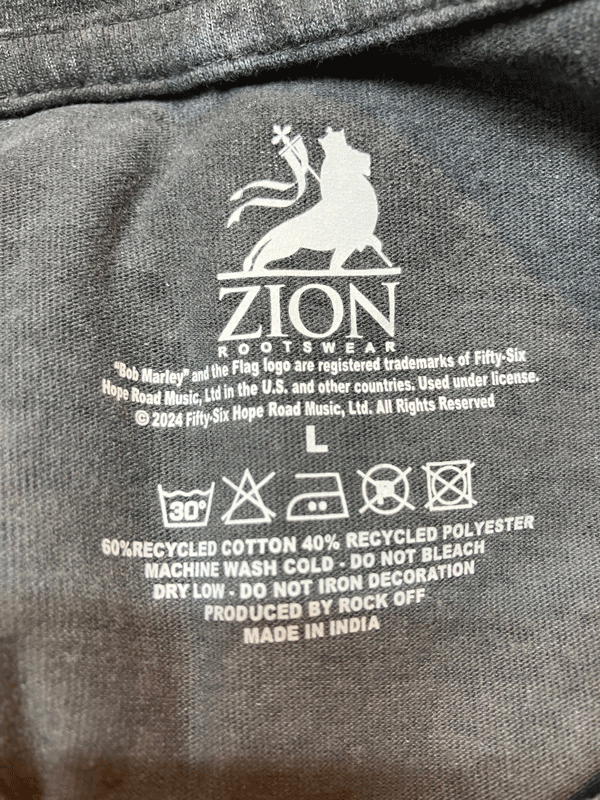 ZION
ROOTSWEAR
"Bob Marley" and the Flag logo are registered trademarks of Fifty-Six
Hope Road Music, Ltd in the U.S. and other countries. Used under license.
© 2024 Fifty-Six Hope Road Music, Ltd. All Rights Reserved
L
30°
P
60%RECYCLED COTTON 40% RECYCLED POLYESTER
MACHINE WASH COLD - DO NOT BLEACH
DRY LOW - DO NOT IRON DECORATION
PRODUCED BY ROCK OFF
MADE IN INDIA